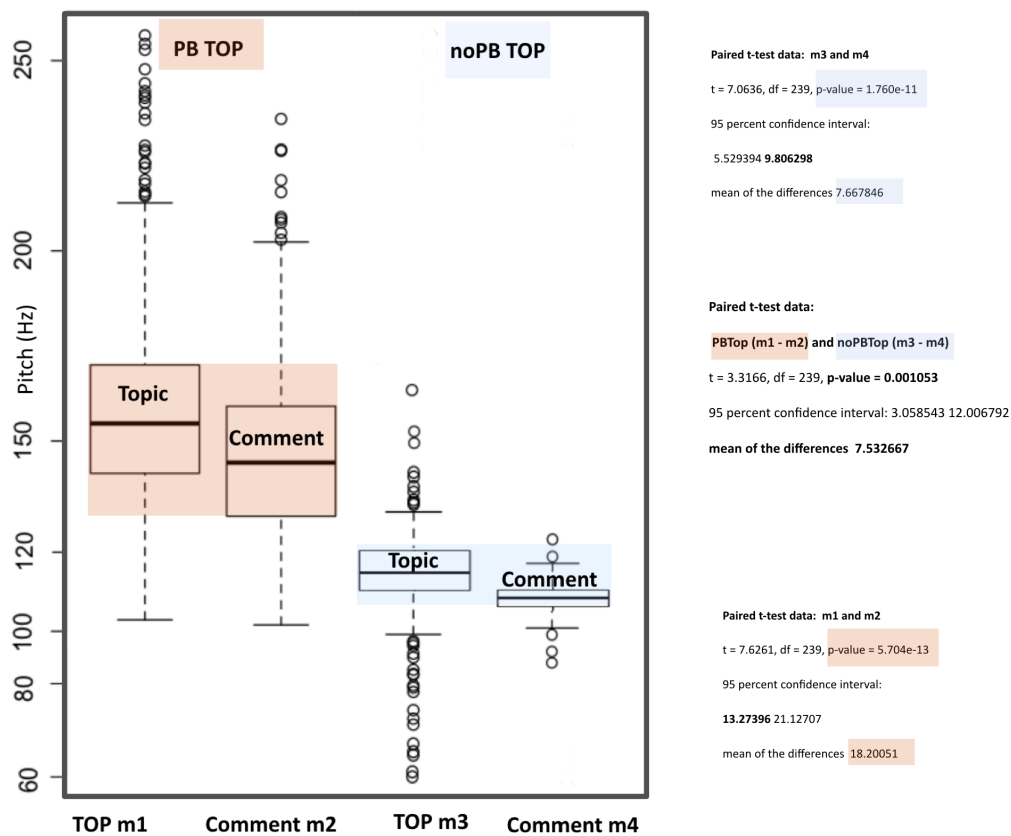 PB TOP
noPB TOP
Pitch (Hz)
250
200
150
120
100
80
60
Topic
Comment
Topic
Comment
TOP m1
Comment m2
TOP m3
Comment m4
Paired t-test data: m3 and m4
t = 7.0636, df = 239, p-value = 1.760e-11
95 percent confidence interval:
5.529394 9.806298
mean of the differences 7.667846
Paired t-test data:
PBTop (m1 - m2) and noPBTop (m3 - m4)
t = 3.3166, df = 239, p-value = 0.001053
95 percent confidence interval: 3.058543 12.006792
mean of the differences 7.532667
Paired t-test data: m1 and m2
t = 7.6261, df = 239, p-value = 5.704e-13
95 percent confidence interval:
13.27396 21.12707
mean of the differences 18.20051